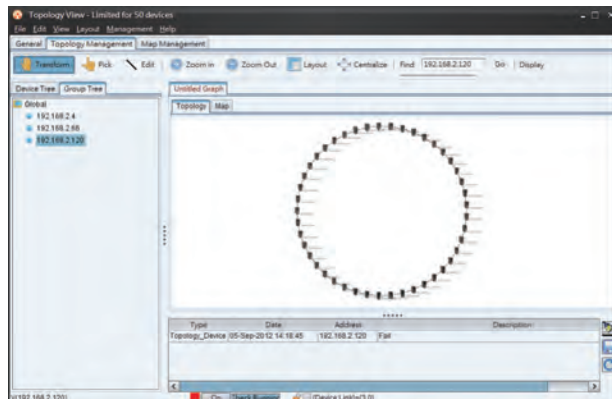 Topology View - Limited for 50 devices
File Edit View Layout Management Help
General Topology Management Map Management
Transform Pick Edit Zoom In Zoom Out Layout Centralize Find 192.168.2.120 Go Display
Device Tree Group Tree
Untitled Graph
Global
Topology Map
192.168.2.4
192.168.2.66
192.168.2.120
Type Date Address Description
Topology_Device 05-Sep-2012 14:18:45 192.168.2.120 Fail